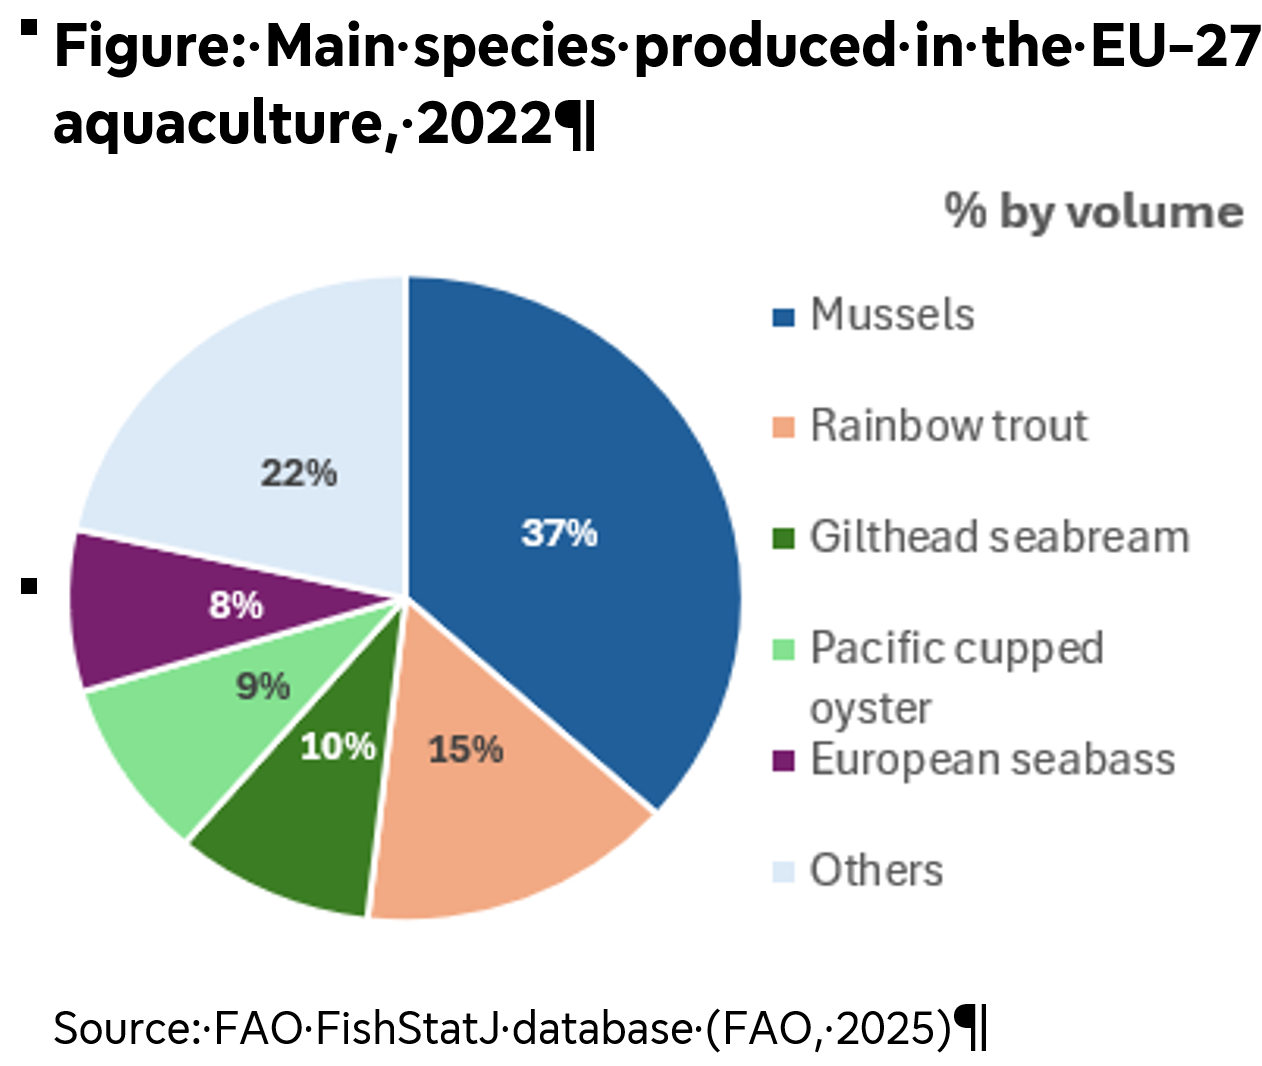 Figure:·Main·species·produced·in·the·EU-27
aquaculture,·2022¶
% by volume
Mussels
Rainbow trout
Gilthead seabream
Pacific cupped
oyster
European seabass
Others
37%
15%
10%
9%
8%
22%
Source:·FAO·FishStatJ·database·(FAO,·2025)¶